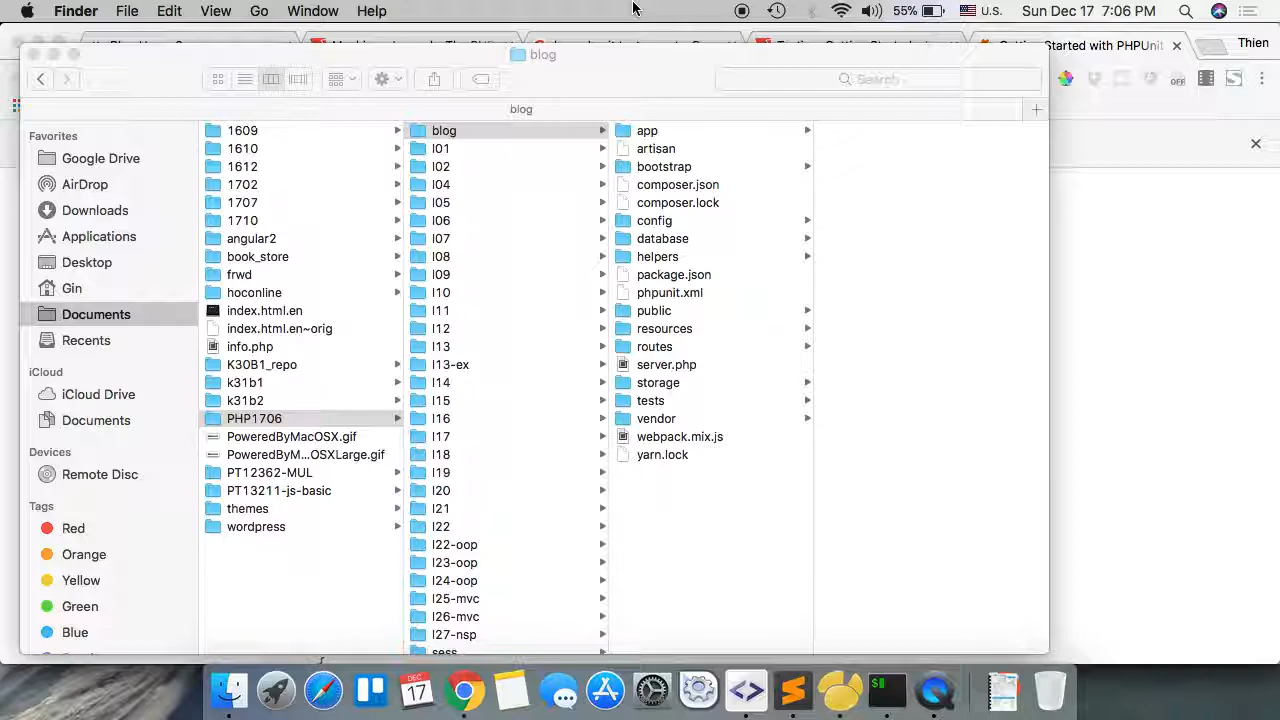 Finder File Edit View Go Window Help 55% U.S. Sun Dec 17 7:06 PM
Getting Started with PHPUnit Thien
blog
Search
OFF
blog
Favorites
Google Drive
AirDrop
Downloads
Applications
Desktop
Gin
Documents
Recents
iCloud
iCloud Drive
Documents
Devices
Remote Disc
Tags
Red
Orange
Yellow
Green
Blue
1609
1610
1612
1702
1707
1710
angular2
book_store
frwd
hoconline
index.html.en
index.html.en~orig
info.php
K30B1_repo
k31b1
k31b2
PHP1706
PoweredByMacOSX.gif
PoweredByM...OSXLarge.gif
PT12362-MUL
PT13211-js-basic
themes
wordpress
blog
l01
l02
l04
l05
l06
l07
l08
l09
l10
l11
l12
l13
l13-ex
l14
l15
l16
l17
l18
l19
l20
l21
l22
l22-oop
l23-oop
l24-oop
l25-mvc
l26-mvc
l27-nsp
sess
app
artisan
bootstrap
composer.json
composer.lock
config
database
helpers
package.json
phpunit.xml
public
resources
routes
server.php
storage
tests
vendor
webpack.mix.js
yarn.lock
DEC
17